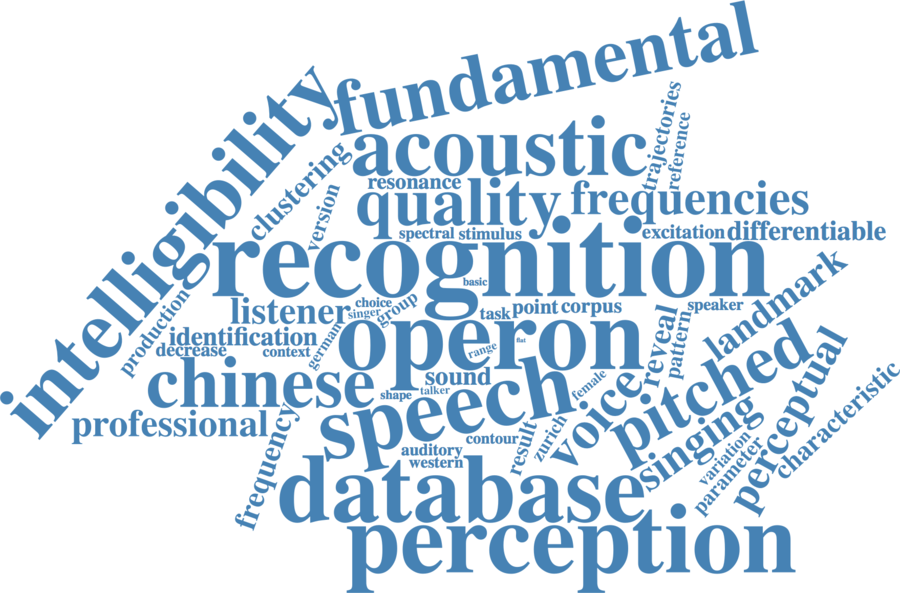 fundamental
intelligibility
acoustic
trajectories
reference
clustering
resonance
version
quality
frequencies
spectral
stimulus
excitation
differentiable
recognition
landmark
basic
production
listener
choice
singer
group
task
point
corpus
speaker
identification
german
operon
reveal
pattern
decrease
context
range
flat
pitched
perceptual
chinese
sound
shape
talker
female
voice
characteristic
professional
speech
singing
frequency
contour
result
zurich
variation
parameter
auditory
western
database
perception